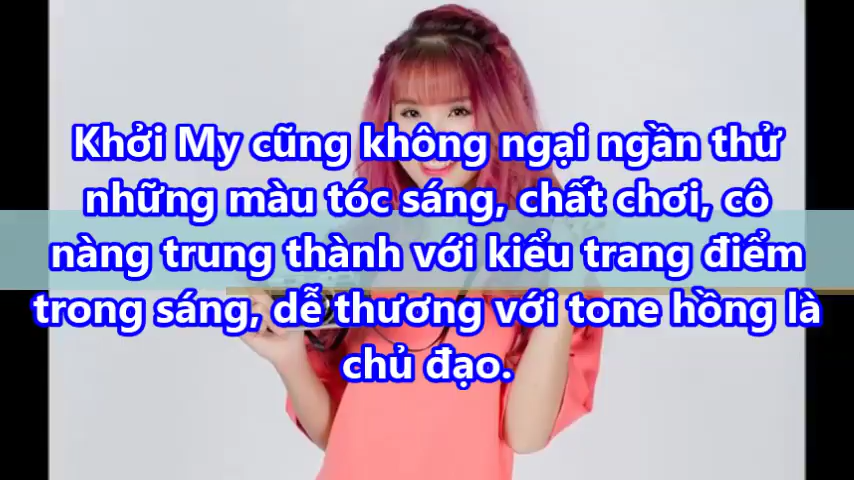 Khởi My cũng không ngại ngần thử
những màu tóc sáng, chất chơi, cô
nàng trung thành với kiểu trang điểm
trong sáng, dễ thương với tone hồng là
chủ đạo.